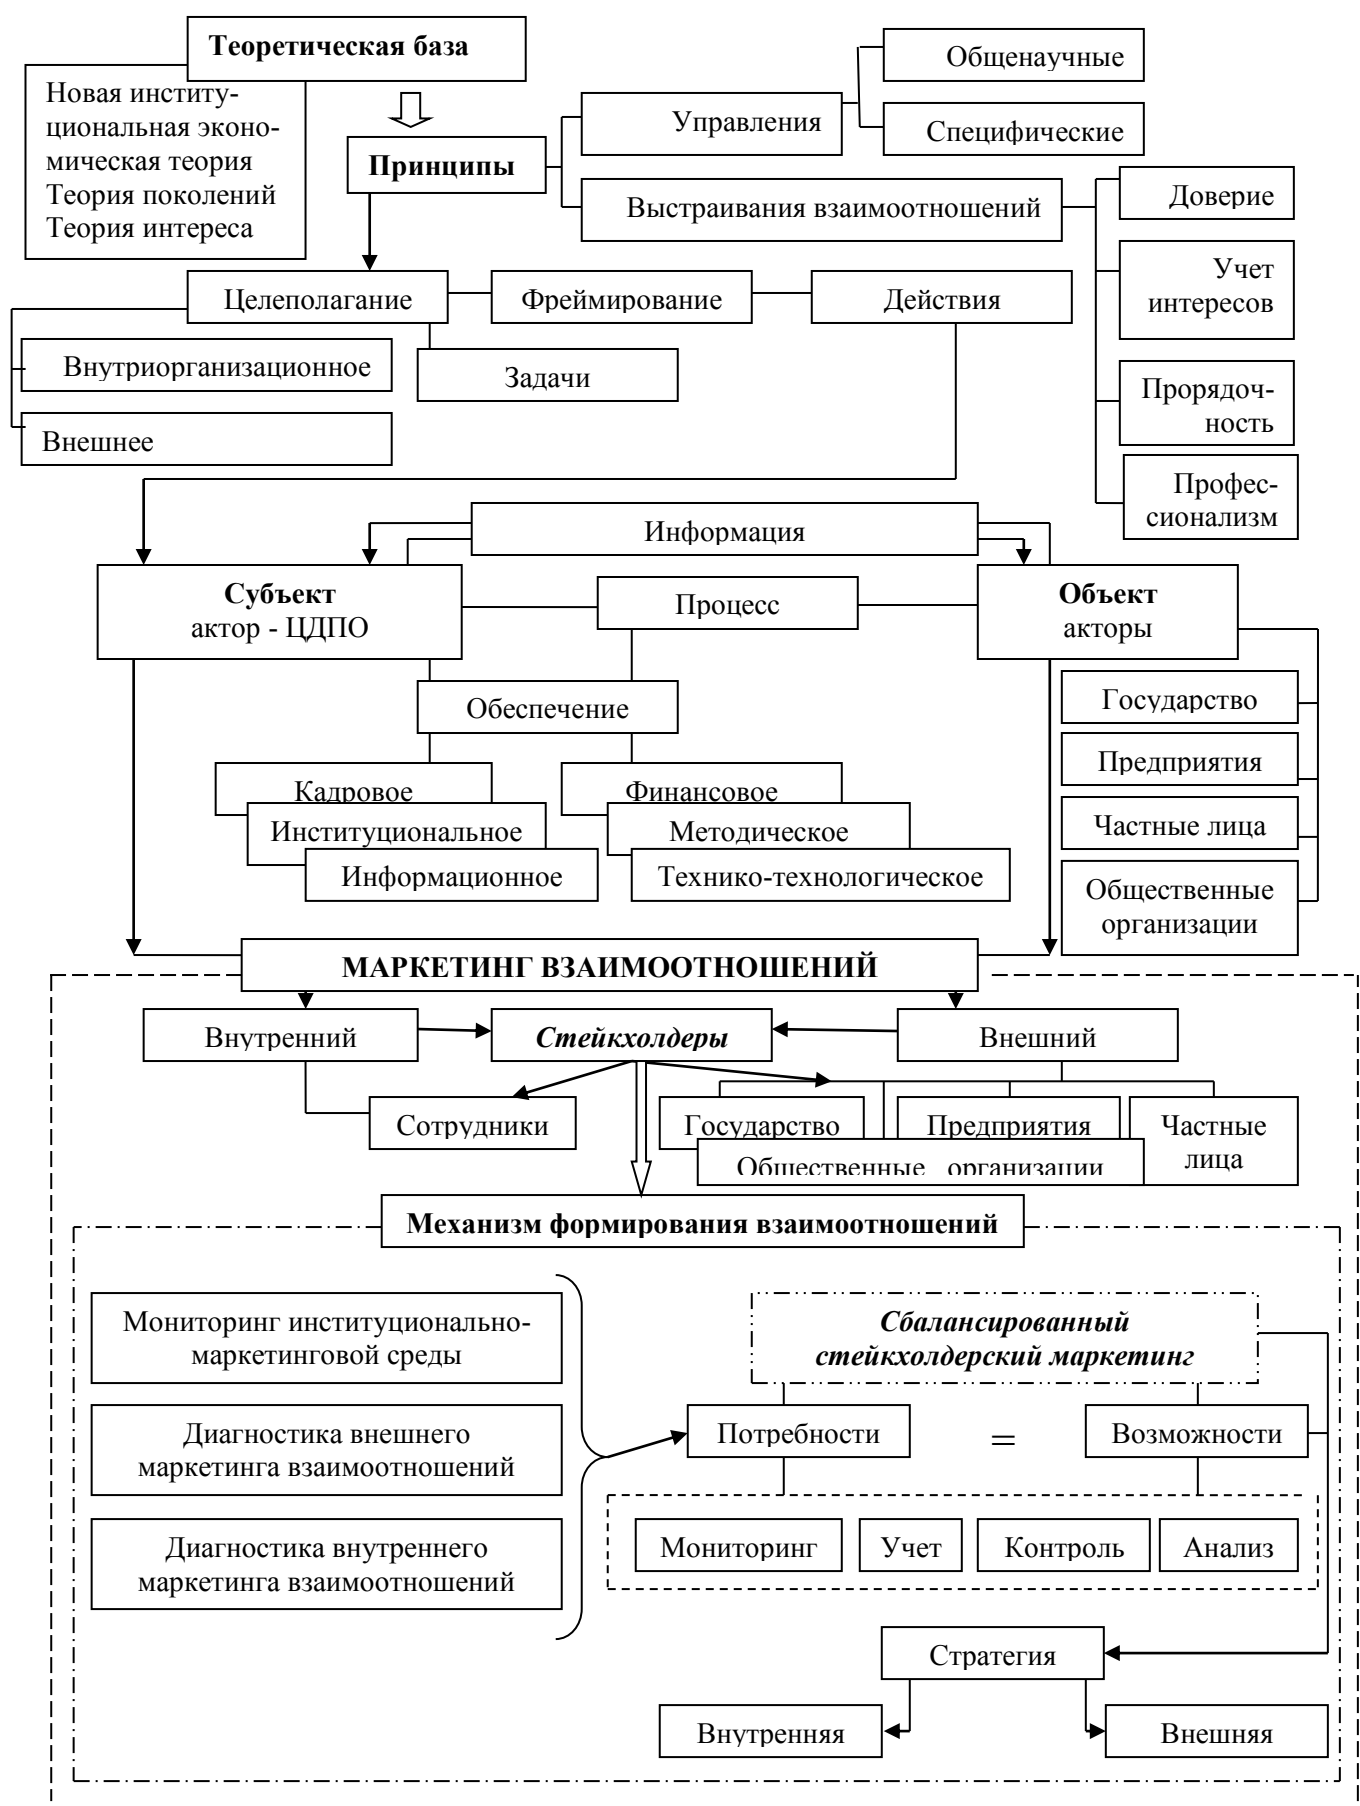 Теоретическая база
Новая институ-
циональная эконо-
мическая теория
Теория поколений
Теория интереса
Принципы
Управления
Общенаучные
Специфические
Выстраивания взаимоотношений
Доверие
Учет
интересов
Прорядоч-
ность
Профес-
сионализм
Целеполагание
Фреймирование
Действия
Внутриорганизационное
Задачи
Внешнее
Информация
Субъект
актор - ЦДПО
Процесс
Объект
акторы
Обеспечение
Государство
Предприятия
Частные лица
Общественные
организации
Кадровое
Институциональное
Информационное
Финансовое
Методическое
Технико-технологическое
МАРКЕТИНГ ВЗАИМООТНОШЕНИЙ
Внутренний
Стейкхолдеры
Внешний
Сотрудники
Государство
Предприятия
Частные
лица
Общественные организации
Механизм формирования взаимоотношений
Мониторинг институционально-
маркетинговой среды
Диагностика внешнего
маркетинга взаимоотношений
Диагностика внутреннего
маркетинга взаимоотношений
Сбалансированный
стейкхолдерский маркетинг
Потребности
=
Возможности
Мониторинг
Учет
Контроль
Анализ
Стратегия
Внутренняя
Внешняя